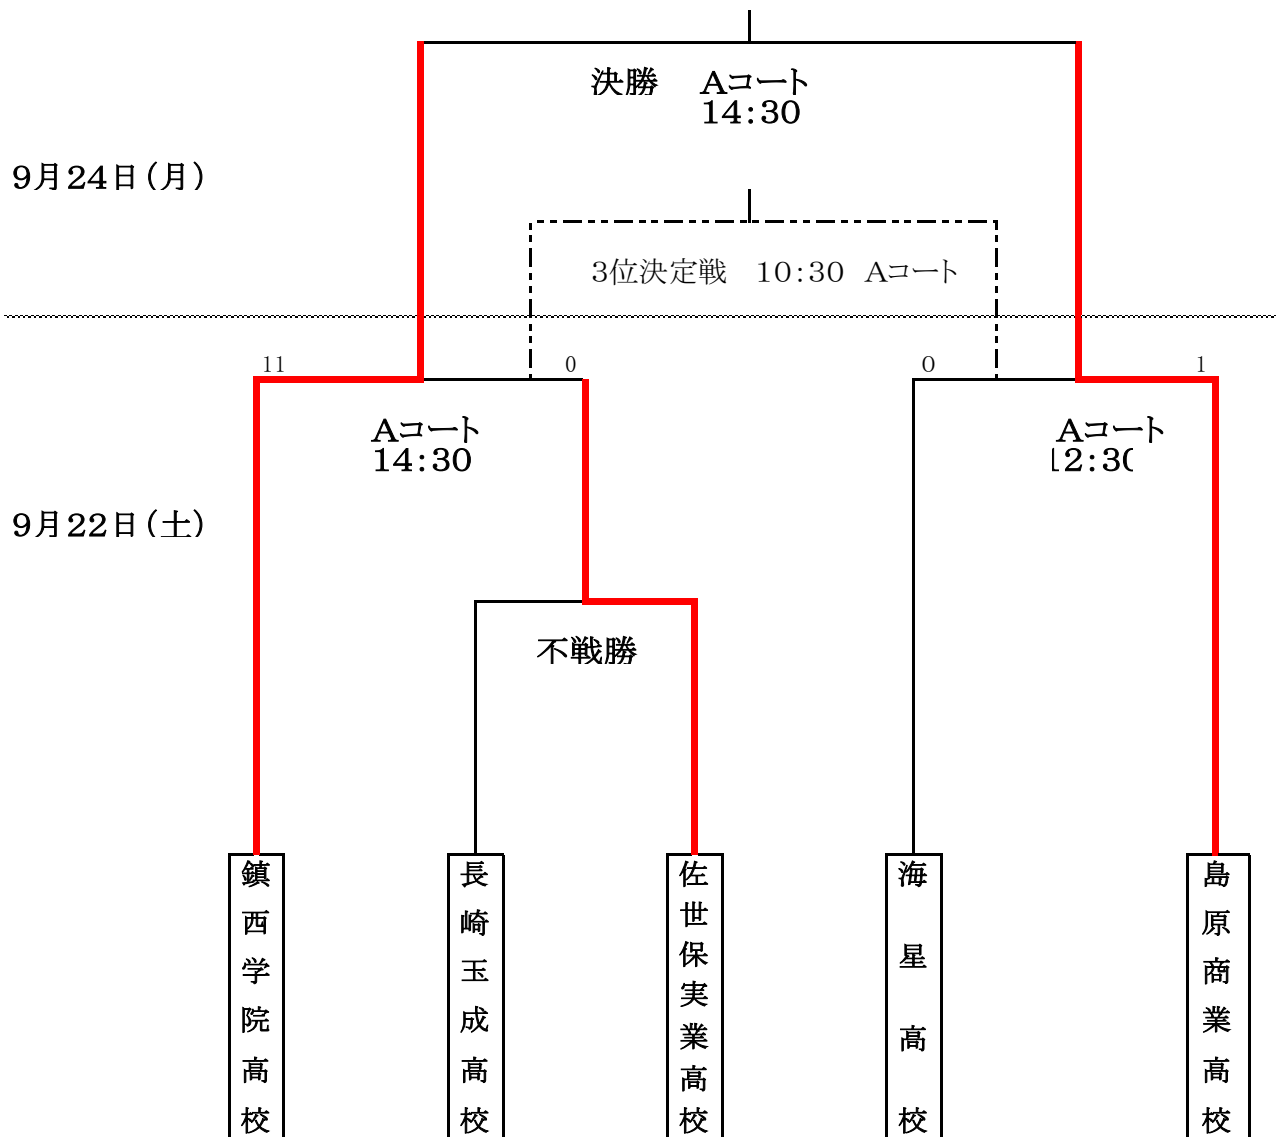 決勝　Aコート
14:30
9月24日(月)
3位決定戦　10:30　Aコート
11
0
0
1
Aコート
14:30
Aコート
12:30
9月22日(土)
不戦勝
鎮西学院高校
長崎玉成高校
佐世保実業高校
海星高校
島原商業高校